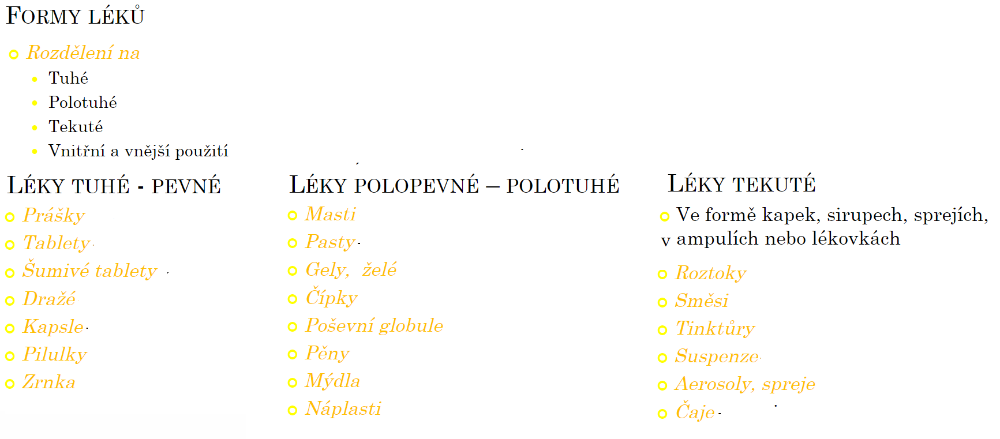 Formy léků
Rozdělení na
Tuhé
Polotuhé
Tekuté
Vnitřní a vnější použití
Léky tuhé - pevné
Prášky
Tablety
Šumivé tablety
Dražé
Kapsle
Pilulky
Zrnka
Léky polopevné – polotuhé
Masti
Pasty
Gely, želé
Čípky
Poševní globule
Pěny
Mýdla
Náplasti
Léky tekuté
Ve formě kapek, sirupech, sprejích,
v ampulích nebo lékovkách
Roztoky
Směsi
Tinktůry
Suspenze
Aerosoly, spreje
Čaje